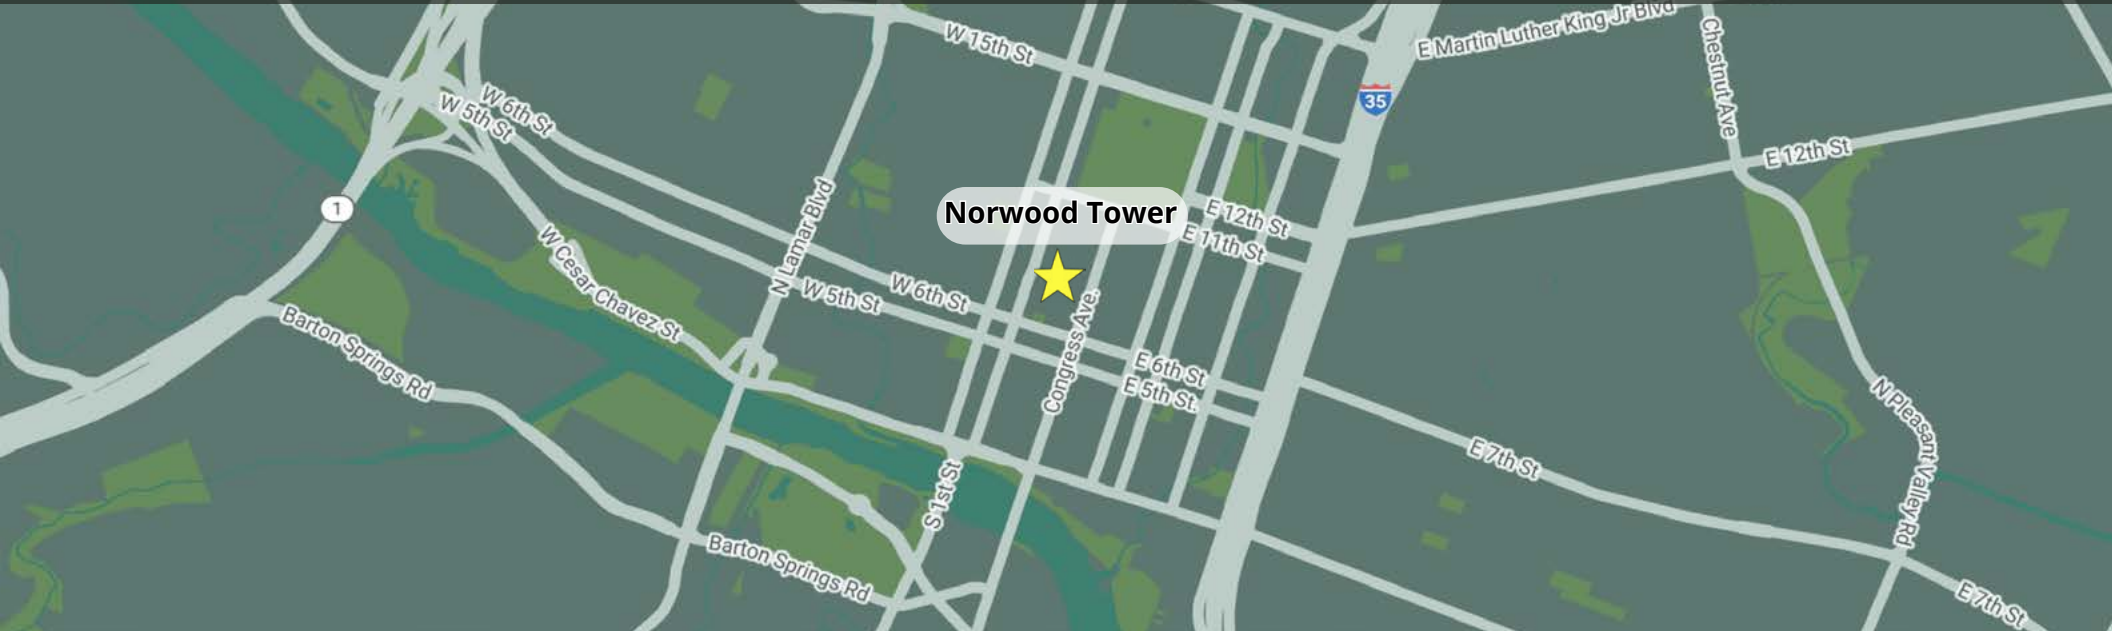 E Martin Luther King Jr Blvd
Chestnut Ave
W 15th St
35
W 6th St
W 5th St
E 12th St
1
N Lamar Blvd
Norwood Tower
E 12th St
E 11th St
W Cesar Chavez St
W 6th St
W 5th St
Congress Ave.
Barton Springs Rd
E 6th St
E 5th St.
N Pleasant Valley Rd
E 7th St
S 1st St
Barton Springs Rd
E 7th St